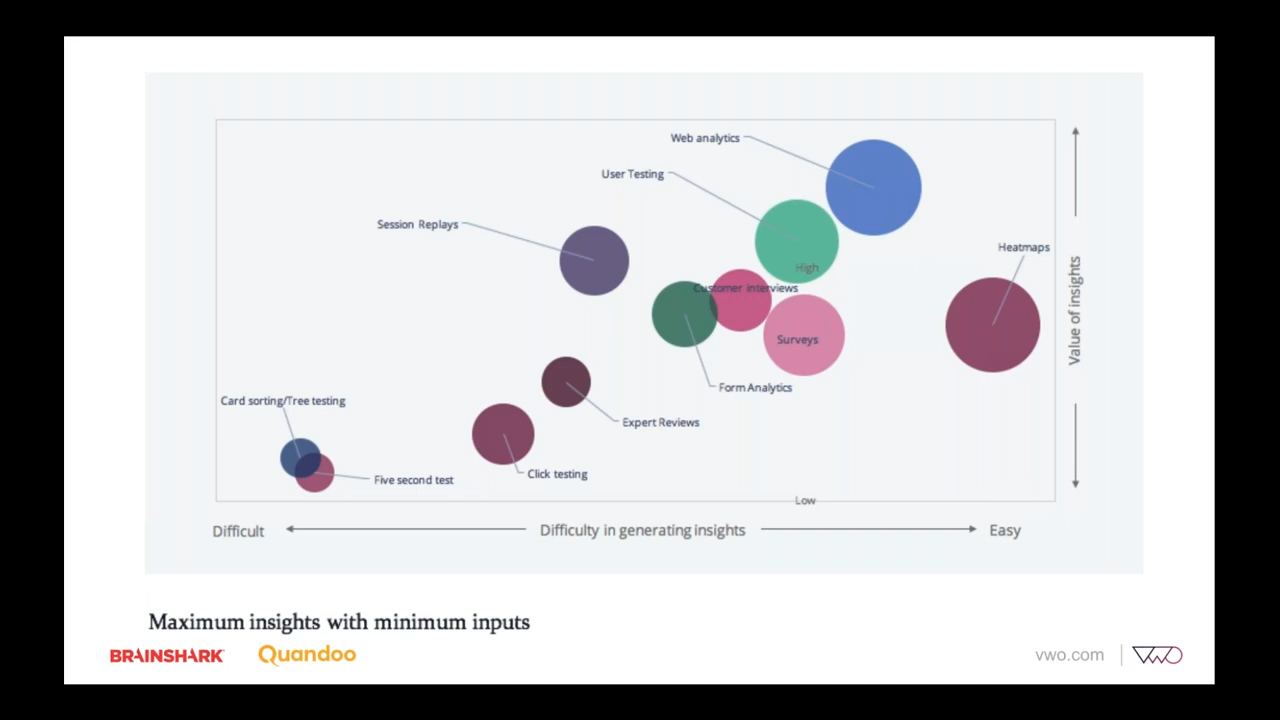 Web analytics
User Testing
Session Replays
Heatmaps
High
Customer interviews
Value of insights
Surveys
Form Analytics
Card sorting/Tree testing
Expert Reviews
Click testing
Five second test
Low
Difficult
Difficulty in generating insights
Easy
Maximum insights with minimum inputs
BRAINSHARK
Quandoo
vwo.com
VWO